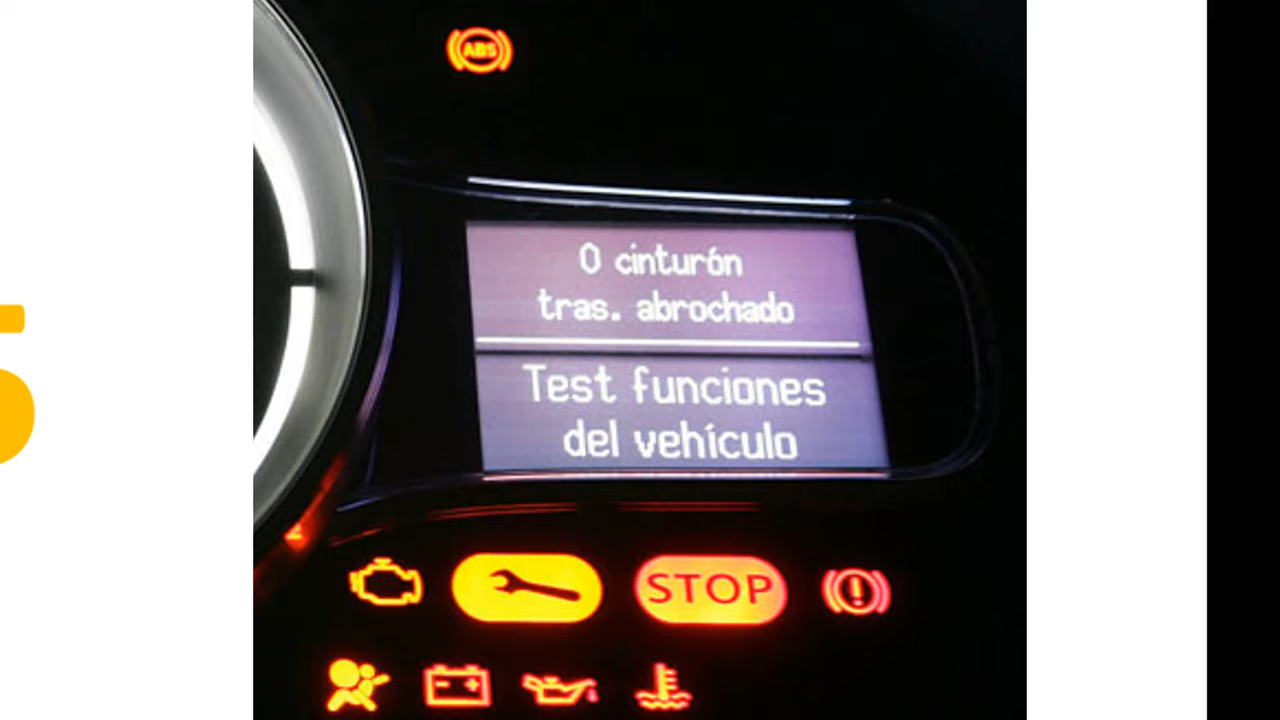 ABS
0 cinturón
tras. abrochado
Test funciones
del vehículo
STOP